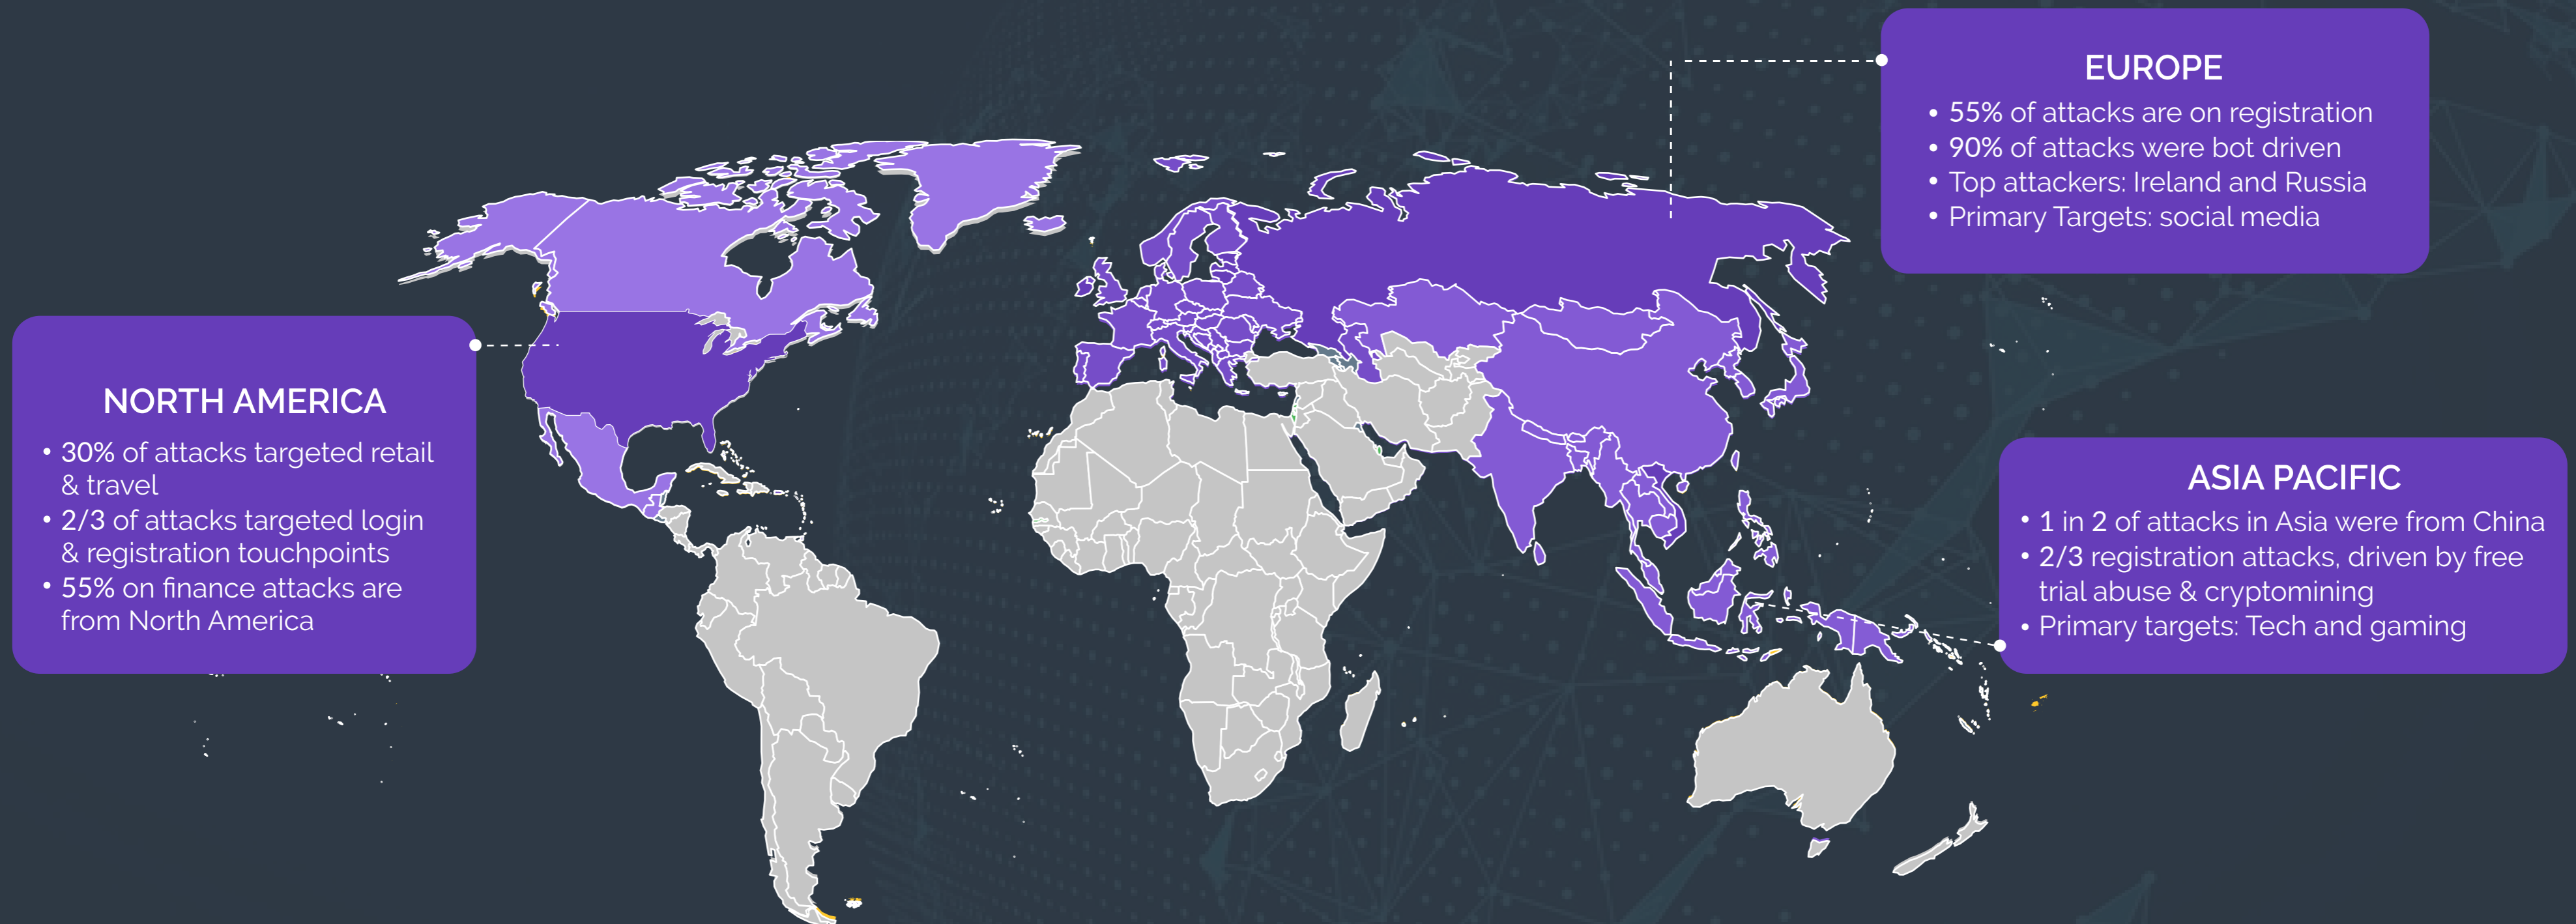 EUROPE
• 55% of attacks are on registration
• 90% of attacks were bot driven
• Top attackers: Ireland and Russia
• Primary Targets: social media
NORTH AMERICA
• 30% of attacks targeted retail
& travel
• 2/3 of attacks targeted login
& registration touchpoints
• 55% on finance attacks are
from North America
ASIA PACIFIC
• 1 in 2 of attacks in Asia were from China
• 2/3 registration attacks, driven by free
trial abuse & cryptomining
• Primary targets: Tech and gaming